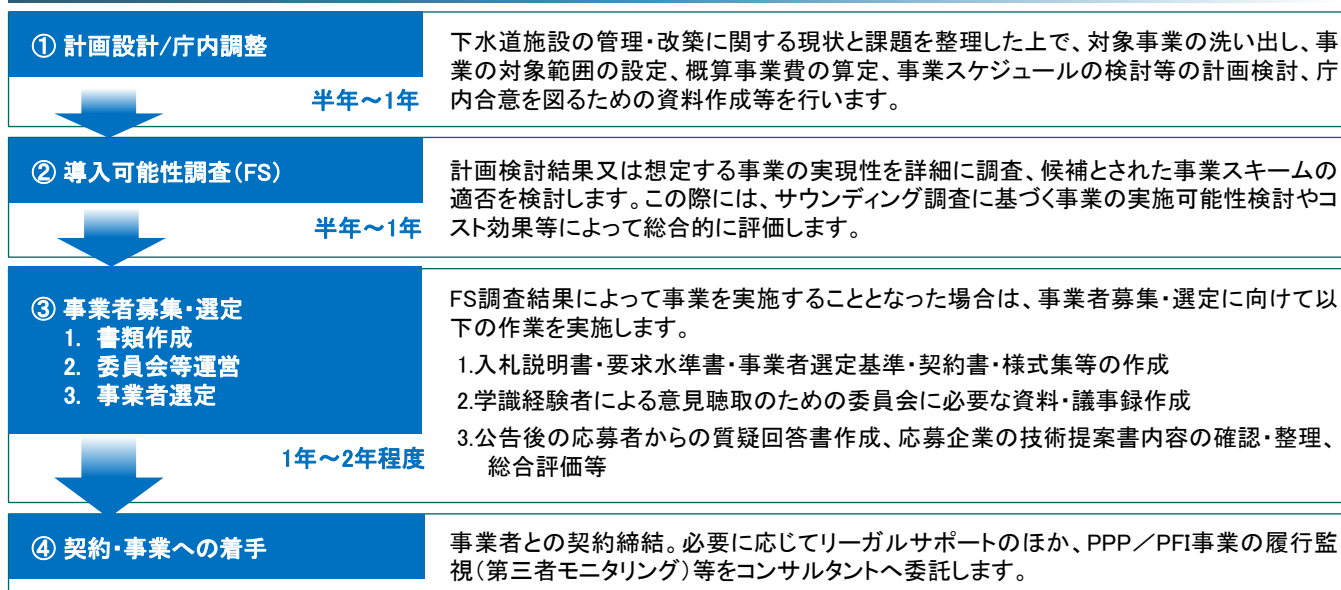 ① 計画設計/庁内調整
半年～1年
下水道施設の管理・改築に関する現状と課題を整理した上で、対象事業の洗い出し、事
業の対象範囲の設定、概算事業費の算定、事業スケジュールの検討等の計画検討、庁
内合意を図るための資料作成等を行います。
② 導入可能性調査(FS)
半年～1年
計画検討結果又は想定する事業の実現性を詳細に調査、候補とされた事業スキームの
適否を検討します。この際には、サウンディング調査に基づく事業の実施可能性検討やコ
スト効果等によって総合的に評価します。
③ 事業者募集・選定
1. 書類作成
2. 委員会等運営
3. 事業者選定
1年～2年程度
FS調査結果によって事業を実施することとなった場合は、事業者募集・選定に向けて以
下の作業を実施します。
1.入札説明書・要求水準書・事業者選定基準・契約書・様式集等の作成
2.学識経験者による意見聴取のための委員会に必要な資料・議事録作成
3.公告後の応募者からの質疑回答書作成、応募企業の技術提案書内容の確認・整理、
総合評価等
④ 契約・事業への着手
事業者との契約締結。必要に応じてリーガルサポートのほか、PPP／PFI事業の履行監
視(第三者モニタリング)等をコンサルタントへ委託します。